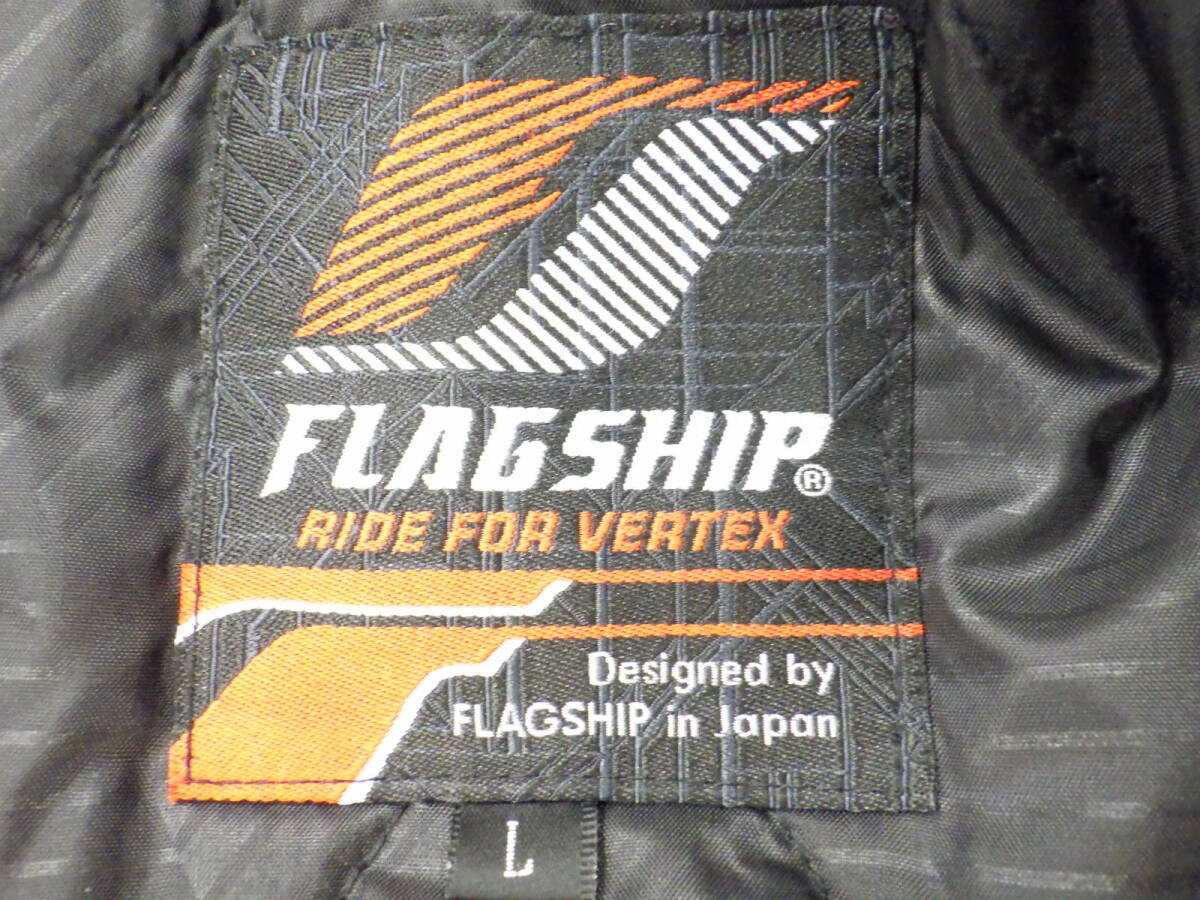 FLAGSHIP®
RIDE FOR VERTEX
Designed by
FLAGSHIP in Japan
L